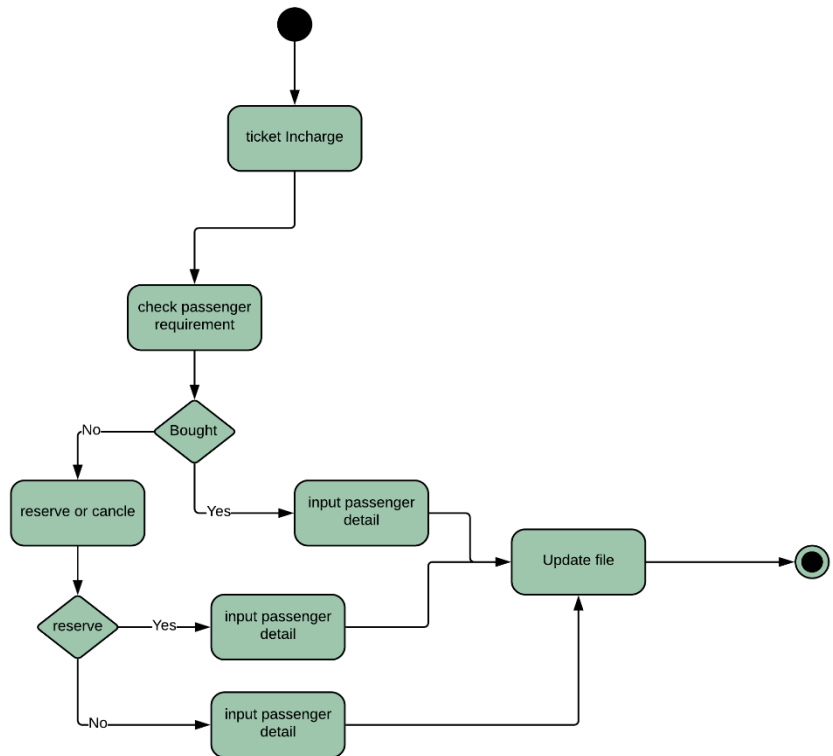 ticket Incharge
check passenger
requirement
Bought
No
reserve or cancle
Yes
input passenger
detail
Update file
reserve
Yes
input passenger
detail
No
input passenger
detail